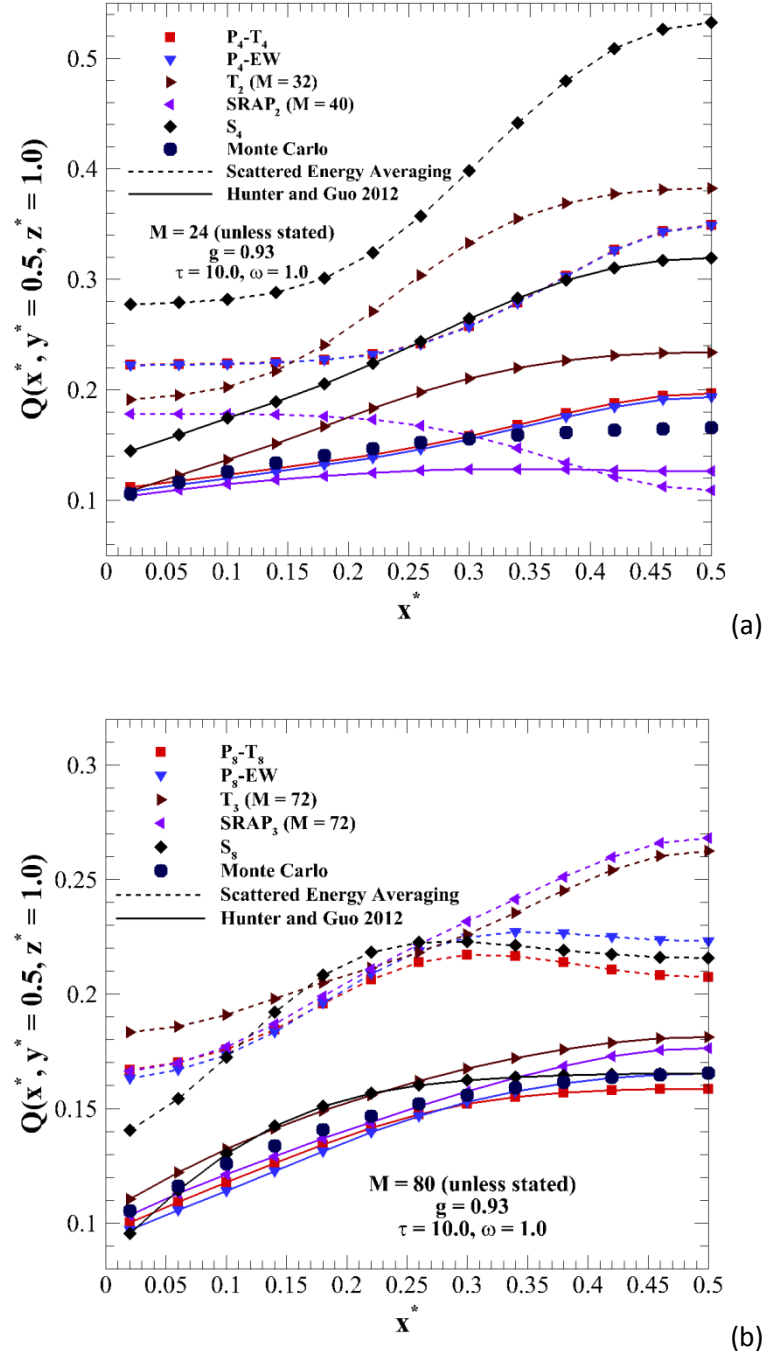 0.5
0.4
0.3
0.2
0.1
Q(x*, y* = 0.5, z* = 1.0)
P4-T4
P4-EW
T2 (M = 32)
SRAP2 (M = 40)
S4
Monte Carlo
Scattered Energy Averaging
Hunter and Guo 2012
M = 24 (unless stated)
g = 0.93
τ = 10.0, ω = 1.0
0 0.05 0.1 0.15 0.2 0.25 0.3 0.35 0.4 0.45 0.5
x*
(a)
0.3
0.25
0.2
0.15
0.1
Q(x*, y* = 0.5, z* = 1.0)
P8-T8
P8-EW
T3 (M = 72)
SRAP3 (M = 72)
S8
Monte Carlo
Scattered Energy Averaging
Hunter and Guo 2012
M = 80 (unless stated)
g = 0.93
τ = 10.0, ω = 1.0
0 0.05 0.1 0.15 0.2 0.25 0.3 0.35 0.4 0.45 0.5
x*
(b)